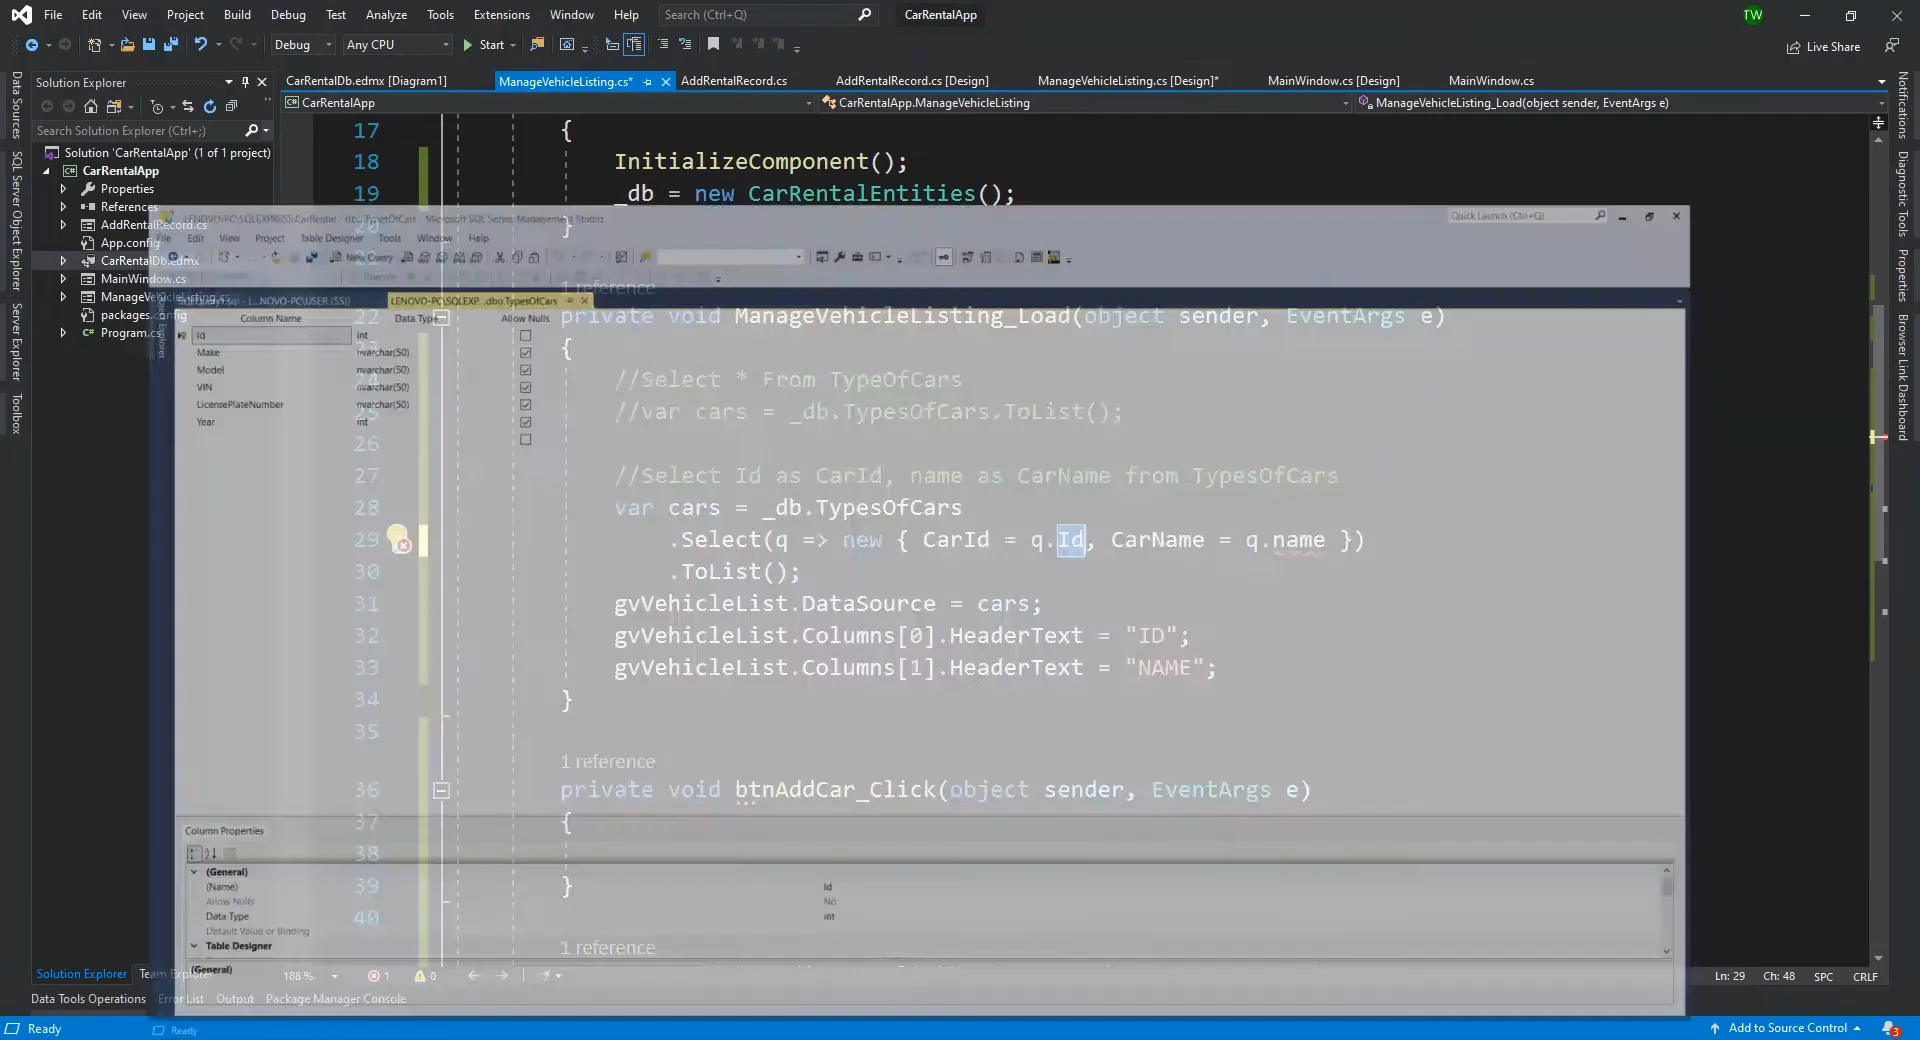 File Edit View Project Build Debug Test Analyze Tools Extensions Window Help Search (Ctrl+Q) CarRentalApp TW
Debug Any CPU Start Live Share
Solution Explorer
CarRentalDb.edmx [Diagram1] ManageVehicleListing.cs* AddRentalRecord.cs AddRentalRecord.cs [Design] ManageVehicleListing.cs [Design]* MainWindow.cs [Design] MainWindow.cs
CarRentalApp CarRentalApp.ManageVehicleListing ManageVehicleListing_Load(object sender, EventArgs e)
Search Solution Explorer (Ctrl+;)
Solution 'CarRentalApp' (1 of 1 project)
CarRentalApp
Properties
References
AddRentalRecord.cs
App.config
CarRentalDb.edmx
MainWindow.cs
ManageVehicleListing.cs
packages.config
Program.cs
Data Sources
SQL Server Object Explorer
Server Explorer
Toolbox
Notifications
Diagnostic Tools
Properties
Browser Link Dashboard
17 {
18 InitializeComponent();
19 _db = new CarRentalEntities();
20 }
1 reference
22 private void ManageVehicleListing_Load(object sender, EventArgs e)
23 {
24 //Select * From TypeOfCars
25 //var cars = _db.TypesOfCars.ToList();
26
27 //Select Id as CarId, name as CarName from TypesOfCars
28 var cars = _db.TypesOfCars
29 .Select(q => new { CarId = q.Id, CarName = q.name })
30 .ToList();
31 gvVehicleList.DataSource = cars;
32 gvVehicleList.Columns[0].HeaderText = "ID";
33 gvVehicleList.Columns[1].HeaderText = "NAME";
34 }
35
1 reference
36 private void btnAddCar_Click(object sender, EventArgs e)
37 {
38
39 }
40
1 reference
LENOVO-PC\SQLEXPRESS.CarRental - dbo.TypesOfCars - Microsoft SQL Server Management Studio
Quick Launch (Ctrl+Q)
File Edit View Project Table Designer Tools Window Help
New Query
Execute
LENOVO-PC\SQLEXP...dbo.TypesOfCars
Column Name Data Type Allow Nulls
Id int
Make nvarchar(50)
Model nvarchar(50)
VIN nvarchar(50)
LicensePlateNumber nvarchar(50)
Year int
Column Properties
(General)
(Name) Id
Allow Nulls No
Data Type int
Default Value or Binding
Table Designer
(General)
Solution Explorer Team Explorer 188 % 1 0 Ln: 29 Ch: 48 SPC CRLF
Data Tools Operations Error List Output Package Manager Console
Ready Ready Add to Source Control 3